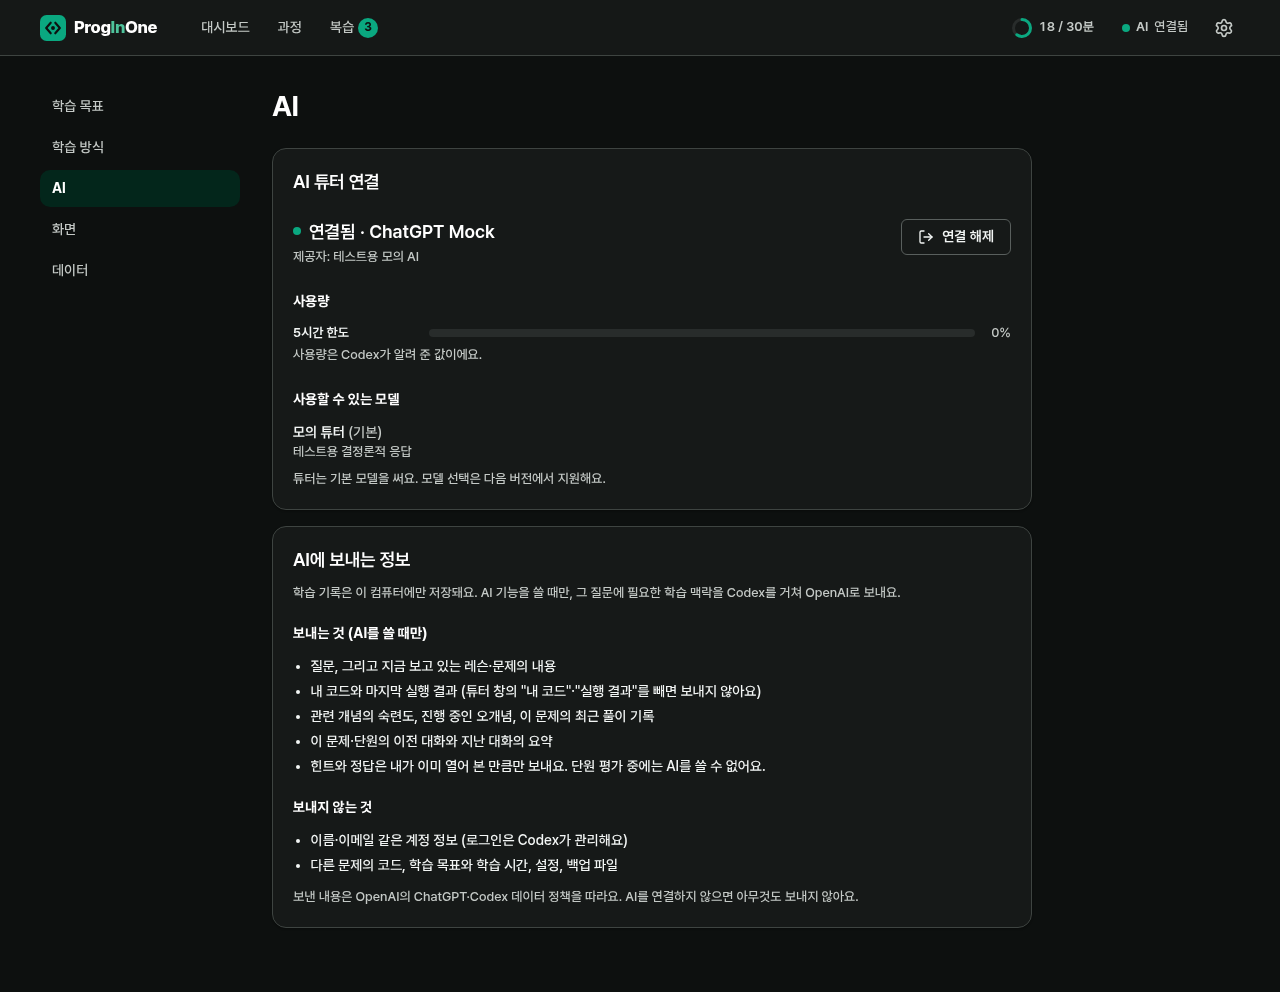 ProgInOne
대시보드
과정
복습 3
18 / 30분
AI 연결됨
학습 목표
학습 방식
AI
화면
데이터
AI
AI 튜터 연결
연결됨 · ChatGPT Mock
제공자: 테스트용 모의 AI
연결 해제
사용량
5시간 한도
0%
사용량은 Codex가 알려 준 값이에요.
사용할 수 있는 모델
모의 튜터 (기본)
테스트용 결정론적 응답
튜터는 기본 모델을 써요. 모델 선택은 다음 버전에서 지원해요.
AI에 보내는 정보
학습 기록은 이 컴퓨터에만 저장돼요. AI 기능을 쓸 때만, 그 질문에 필요한 학습 맥락을 Codex를 거쳐 OpenAI로 보내요.
보내는 것 (AI를 쓸 때만)
• 질문, 그리고 지금 보고 있는 레슨·문제의 내용
• 내 코드와 마지막 실행 결과 (튜터 창의 "내 코드"·"실행 결과"를 빼면 보내지 않아요)
• 관련 개념의 숙련도, 진행 중인 오개념, 이 문제의 최근 풀이 기록
• 이 문제·단원의 이전 대화와 지난 대화의 요약
• 힌트와 정답은 내가 이미 열어 본 만큼만 보내요. 단원 평가 중에는 AI를 쓸 수 없어요.
보내지 않는 것
• 이름·이메일 같은 계정 정보 (로그인은 Codex가 관리해요)
• 다른 문제의 코드, 학습 목표와 학습 시간, 설정, 백업 파일
보낸 내용은 OpenAI의 ChatGPT·Codex 데이터 정책을 따라요. AI를 연결하지 않으면 아무것도 보내지 않아요.